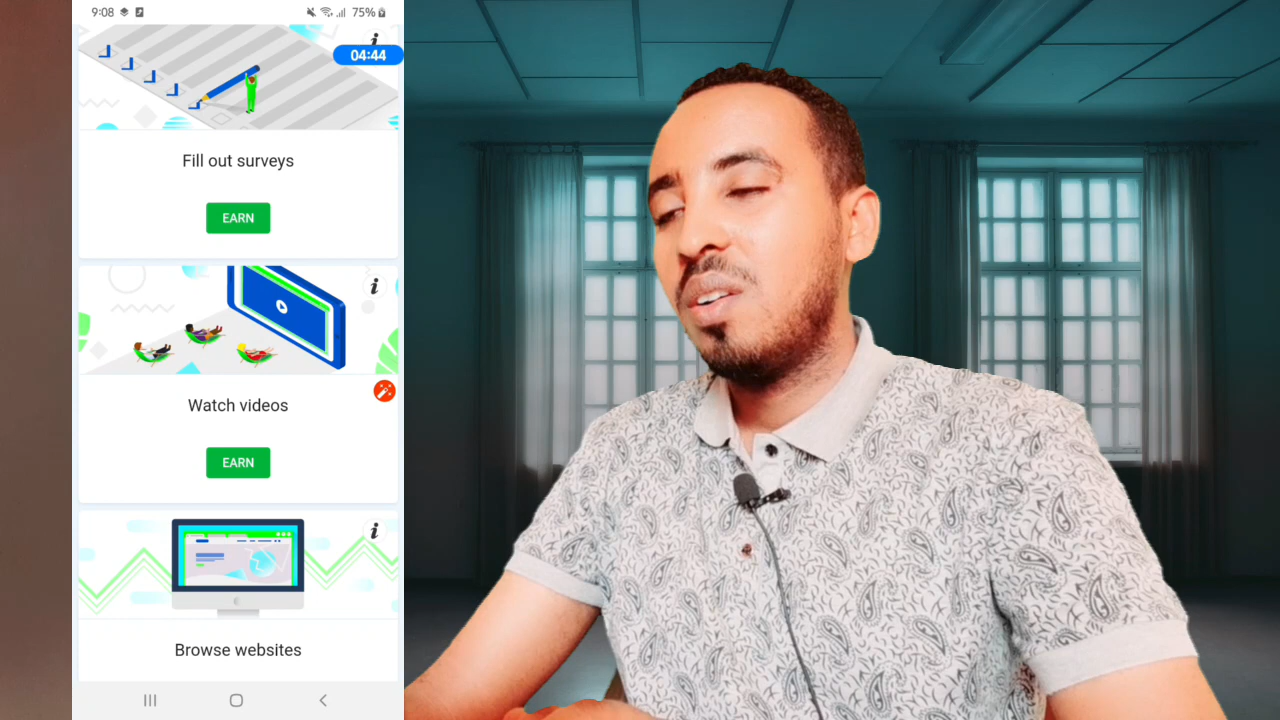 9:08
75%
04:44
Fill out surveys
EARN
Watch videos
EARN
Browse websites